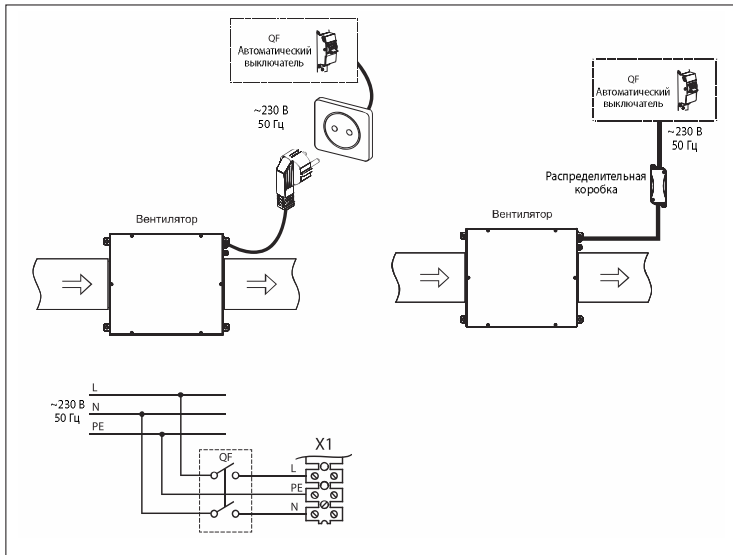 QF
Автоматический
выключатель
~230 В
50 Гц
Вентилятор
QF
Автоматический
выключатель
~230 В
50 Гц
Распределительная
коробка
Вентилятор
~230 В
50 Гц
L
N
PE
QF
X1
L
PE
N